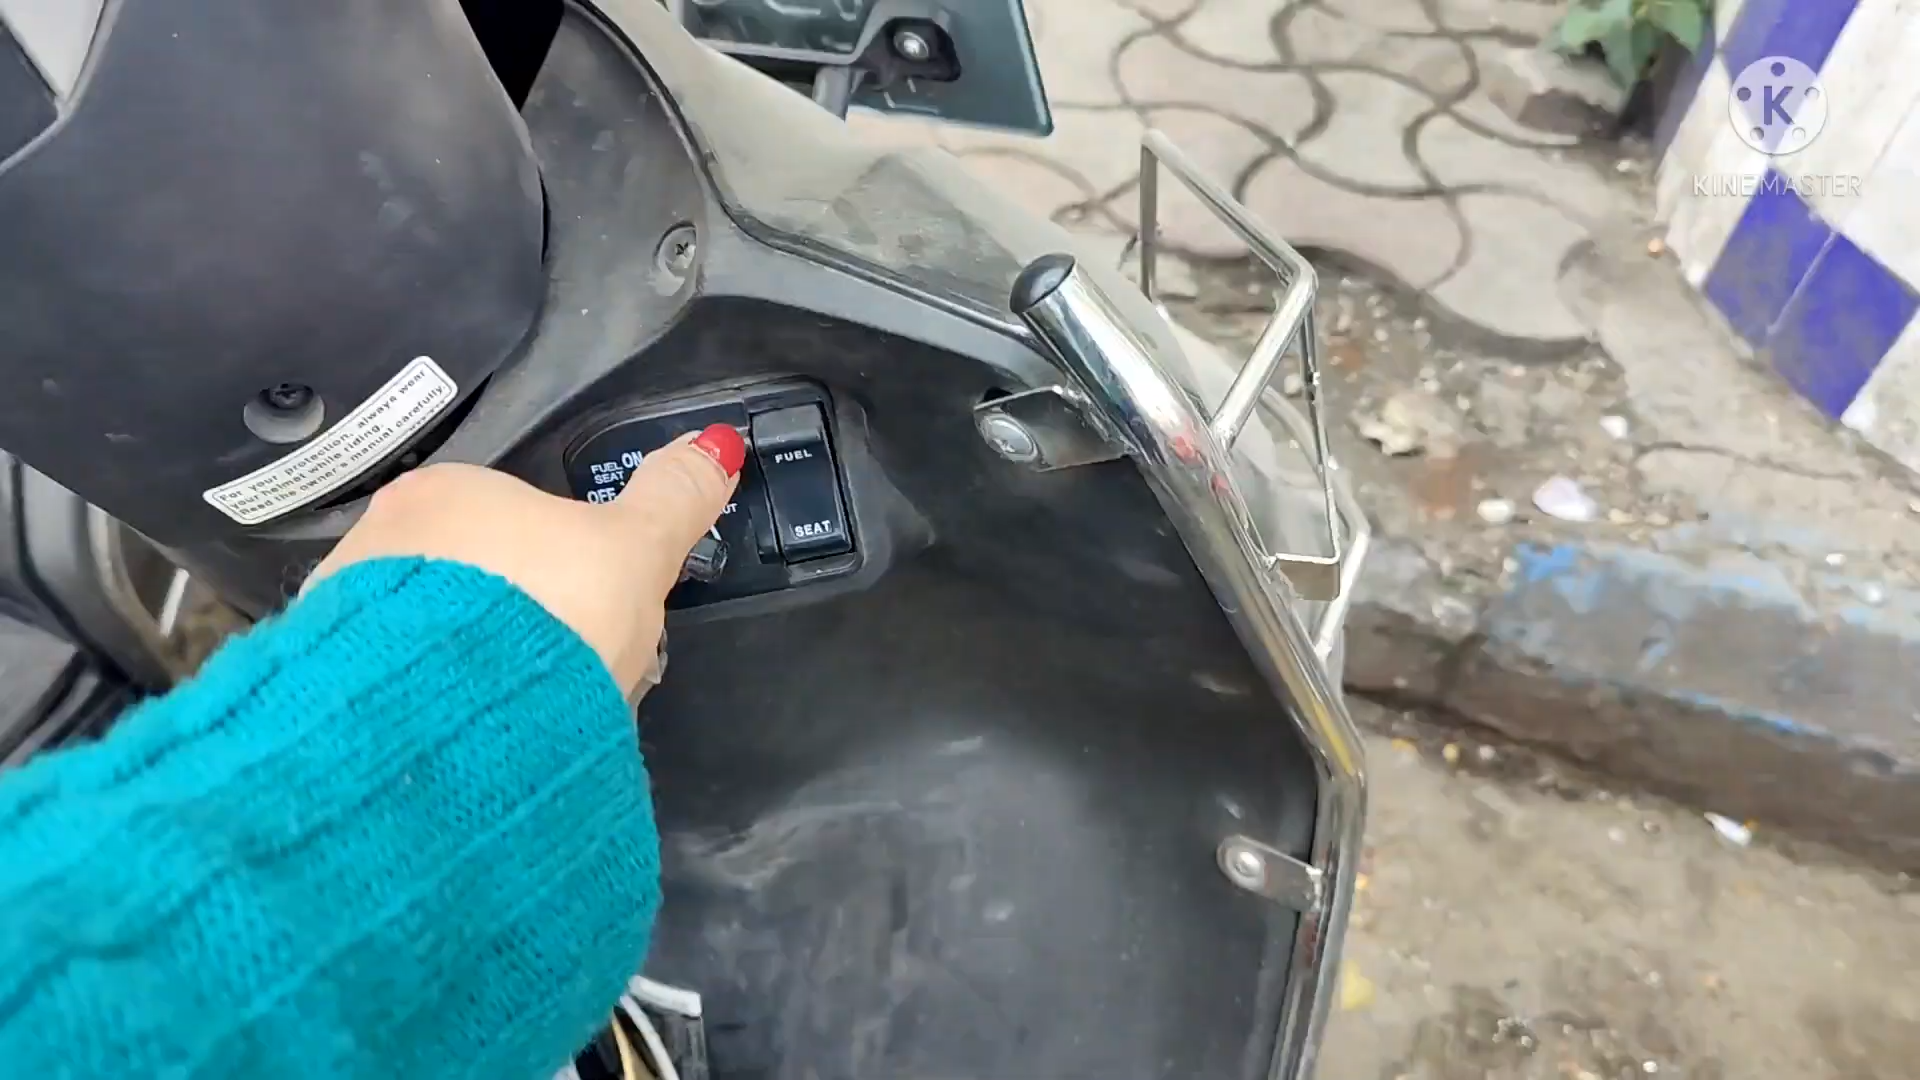 K
KINEMASTER
For your protection, always wear
your helmet while riding.
Read the owner's manual carefully.
ON
FUEL
SEAT
OFF
FUEL
SEAT